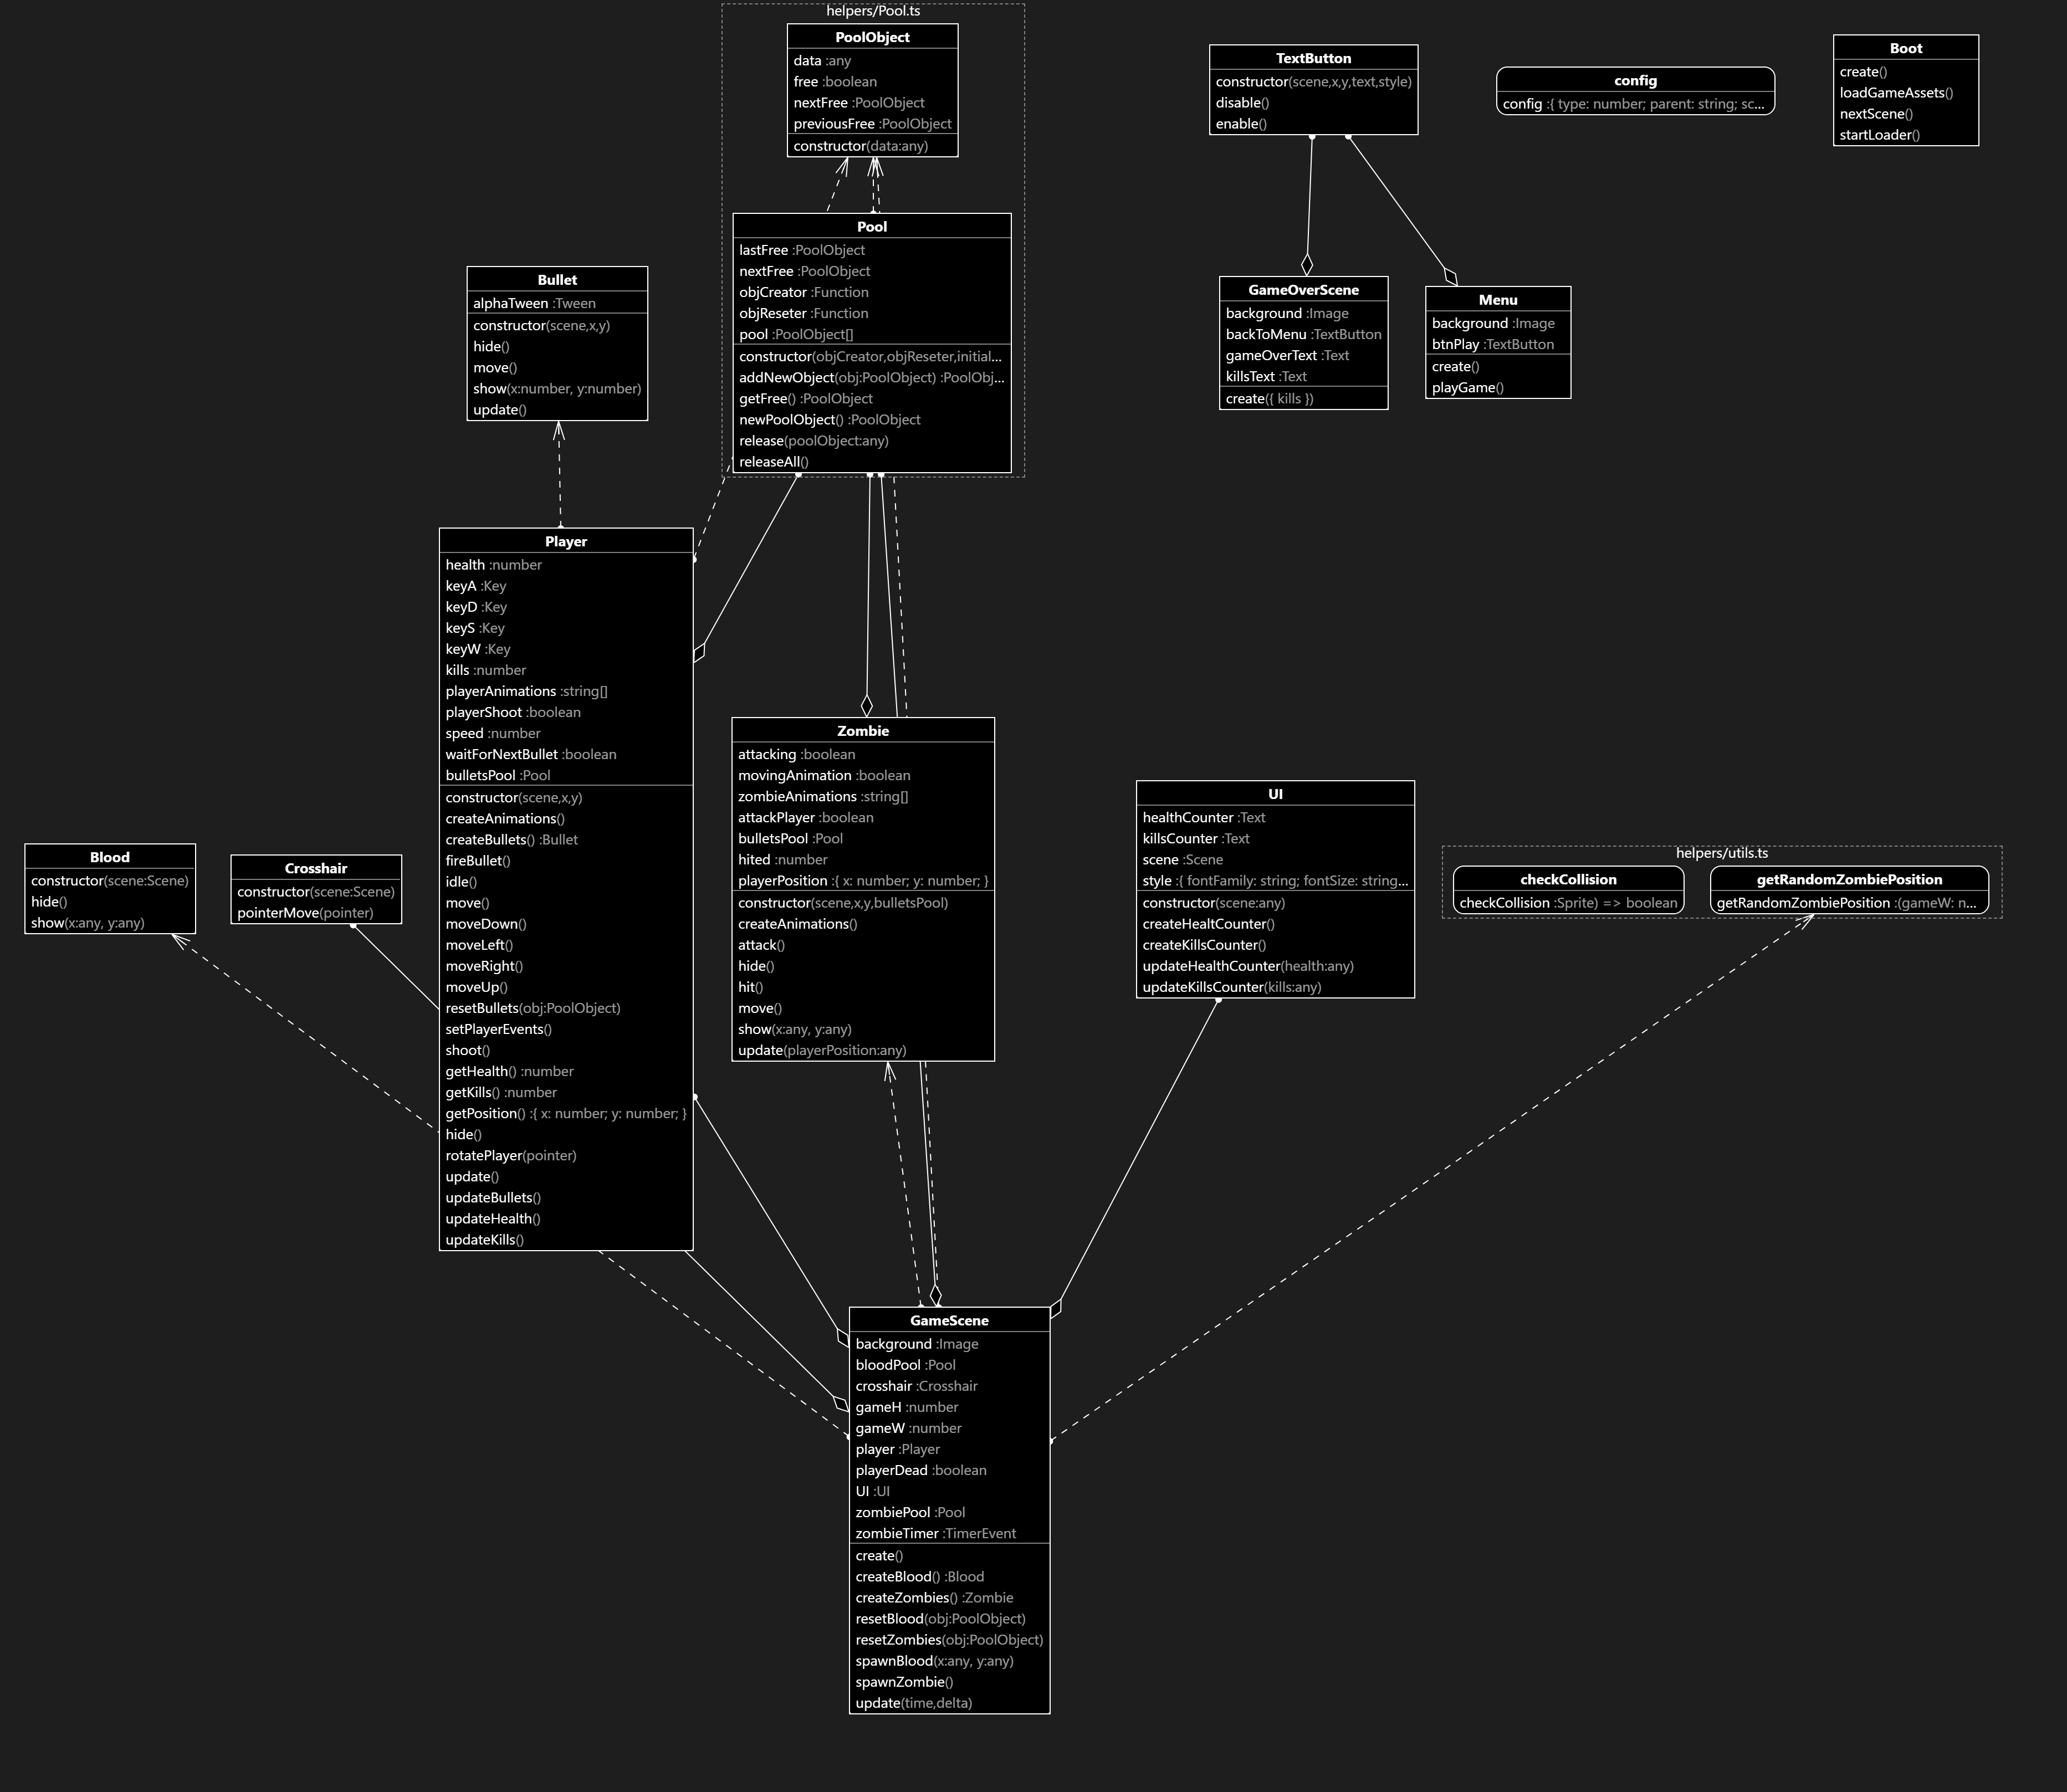 helpers/Pool.ts
PoolObject
data :any
free :boolean
nextFree :PoolObject
previousFree :PoolObject
constructor(data:any)
TextButton
constructor(scene,x,y,text,style)
disable()
enable()
config
config :{ type: number; parent: string; sc...
Boot
create()
loadGameAssets()
nextScene()
startLoader()
Pool
lastFree :PoolObject
nextFree :PoolObject
objCreator :Function
objReseter :Function
pool :PoolObject[]
constructor(objCreator,objReseter,initial...
addNewObject(obj:PoolObject) :PoolObj...
getFree() :PoolObject
newPoolObject() :PoolObject
release(poolObject:any)
releaseAll()
Bullet
alphaTween :Tween
constructor(scene,x,y)
hide()
move()
show(x:number, y:number)
update()
GameOverScene
background :Image
backToMenu :TextButton
gameOverText :Text
killsText :Text
create({ kills })
Menu
background :Image
btnPlay :TextButton
create()
playGame()
Player
health :number
keyA :Key
keyD :Key
keyS :Key
keyW :Key
kills :number
playerAnimations :string[]
playerShoot :boolean
speed :number
waitForNextBullet :boolean
bulletsPool :Pool
constructor(scene,x,y)
createAnimations()
createBullets() :Bullet
fireBullet()
idle()
move()
moveDown()
moveLeft()
moveRight()
moveUp()
resetBullets(obj:PoolObject)
setPlayerEvents()
shoot()
getHealth() :number
getKills() :number
getPosition() :{ x: number; y: number; }
hide()
rotatePlayer(pointer)
update()
updateBullets()
updateHealth()
updateKills()
Zombie
attacking :boolean
movingAnimation :boolean
zombieAnimations :string[]
attackPlayer :boolean
bulletsPool :Pool
hited :number
playerPosition :{ x: number; y: number; }
constructor(scene,x,y,bulletsPool)
createAnimations()
attack()
hide()
hit()
move()
show(x:any, y:any)
update(playerPosition:any)
UI
healthCounter :Text
killsCounter :Text
scene :Scene
style :{ fontFamily: string; fontSize: string...
constructor(scene:any)
createHealtCounter()
createKillsCounter()
updateHealthCounter(health:any)
updateKillsCounter(kills:any)
Blood
constructor(scene:Scene)
hide()
show(x:any, y:any)
Crosshair
constructor(scene:Scene)
pointerMove(pointer)
helpers/utils.ts
checkCollision
checkCollision :Sprite) => boolean
getRandomZombiePosition
getRandomZombiePosition :(gameW: n...
GameScene
background :Image
bloodPool :Pool
crosshair :Crosshair
gameH :number
gameW :number
player :Player
playerDead :boolean
UI :UI
zombiePool :Pool
zombieTimer :TimerEvent
create()
createBlood() :Blood
createZombies() :Zombie
resetBlood(obj:PoolObject)
resetZombies(obj:PoolObject)
spawnBlood(x:any, y:any)
spawnZombie()
update(time,delta)